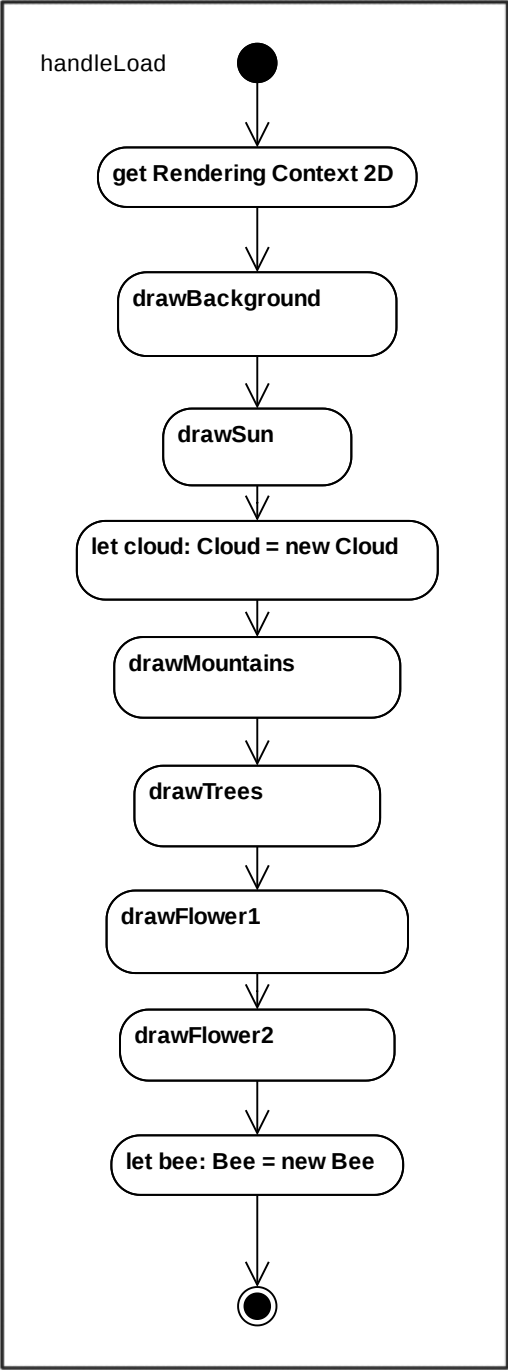 handleLoad
get Rendering Context 2D
drawBackground
drawSun
let cloud: Cloud = new Cloud
drawMountains
drawTrees
drawFlower1
drawFlower2
let bee: Bee = new Bee